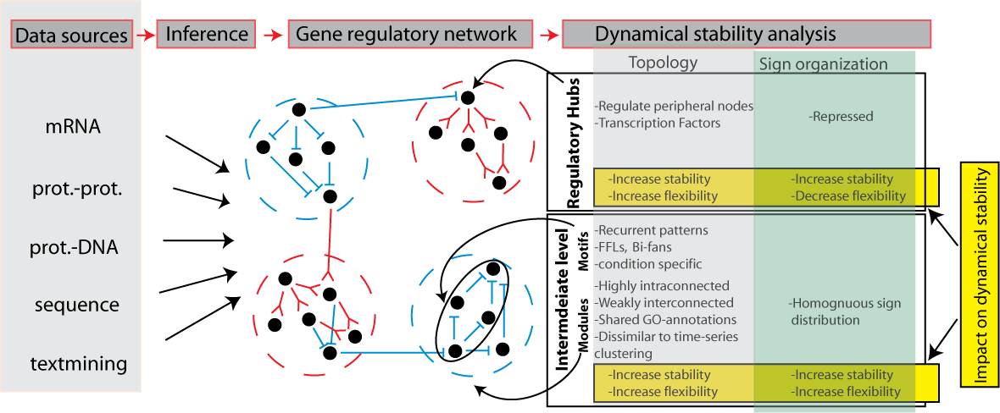 Data sources
Inference
Gene regulatory network
Dynamical stability analysis
Topology
Sign organization
mRNA
prot.-prot.
prot.-DNA
sequence
textmining
Regulatory Hubs
-Regulate peripheral nodes
-Transcription Factors
-Repressed
-Increase stability
-Increase flexibility
-Increase stability
-Decrease flexibility
Intermdeiate level
Motifs
-Recurrent patterns
-FFLs, Bi-fans
-condition specific
Modules
-Highly intraconnected
-Weakly interconnected
-Shared GO-annotations
-Dissimilar to time-series
clustering
-Homognuous sign
distribution
-Increase stability
-Increase flexibility
-Increase stability
-Increase flexibility
Impact on dynamical stability